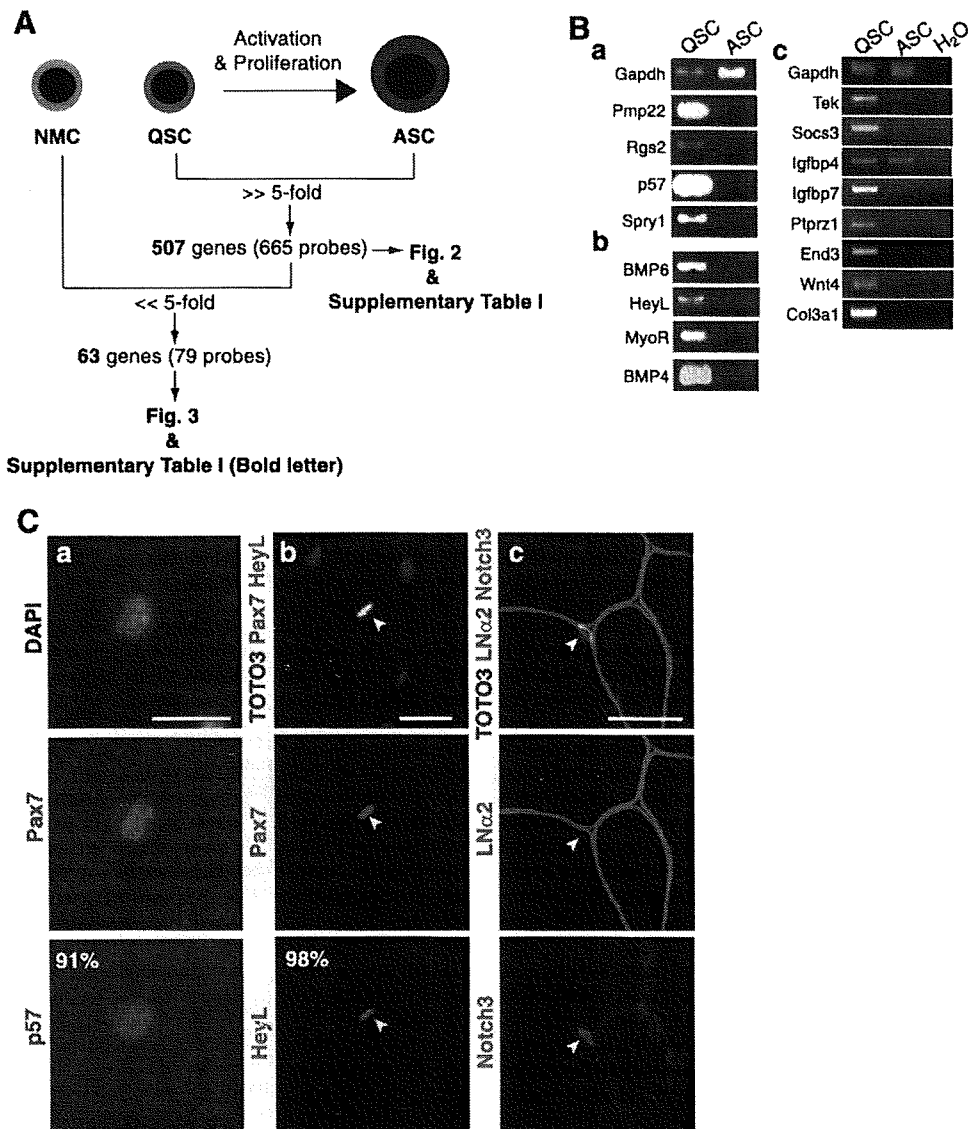 A
Activation
& Proliferation
NMC
QSC
ASC
>> 5-fold
507 genes (665 probes)
Fig. 2
&
Supplementary Table I
<< 5-fold
63 genes (79 probes)
Fig. 3
&
Supplementary Table I (Bold letter)
B
a
QSC
ASC
Gapdh
Pmp22
Rgs2
p57
Spry1
b
BMP6
HeyL
MyoR
BMP4
c
QSC
ASC
H₂O
Gapdh
Tek
Socs3
Igfbp4
Igfbp7
Ptprz1
End3
Wnt4
Col3a1
C
a
DAPI
Pax7
91%
p57
b
TOTO3 Pax7 HeyL
Pax7
98%
HeyL
c
TOTO3 LNα2 Notch3
LNα2
Notch3